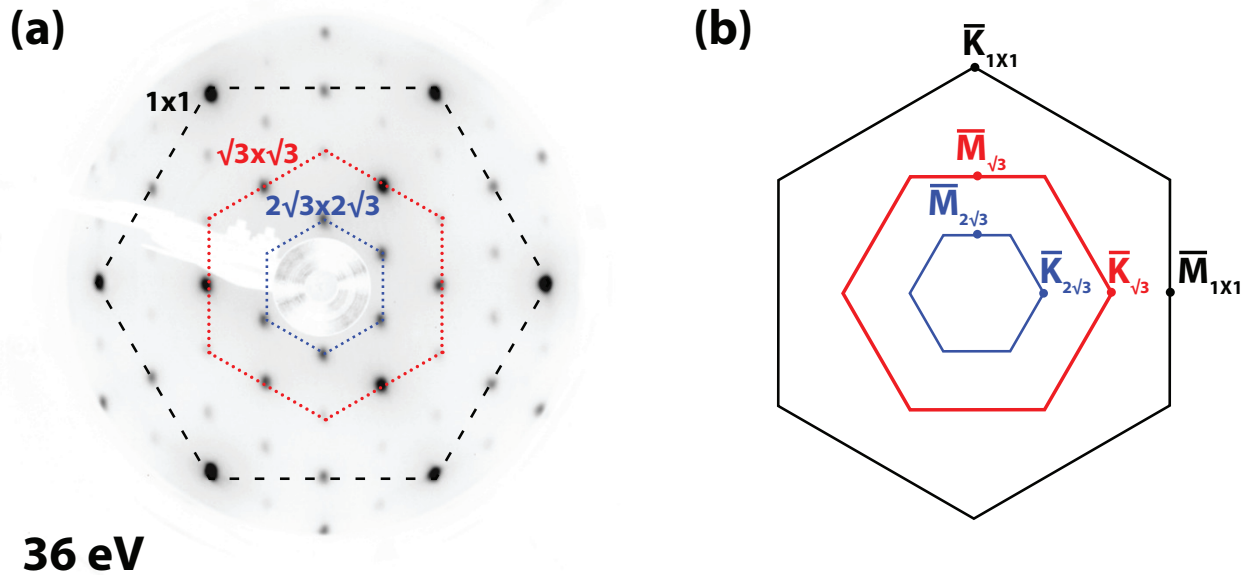 (a)
1x1
√3x√3
2√3x2√3
36 eV
(b)
K̅1X1
M̅√3
M̅2√3
K̅2√3
K̅√3
M̅1X1